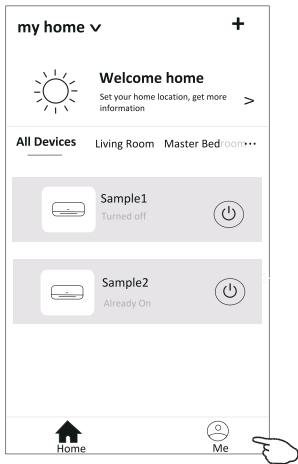 my home
Welcome home
Set your home location, get more
information
All Devices Living Room Master Bedroom
Sample1
Turned off
Sample2
Already On
Home Me